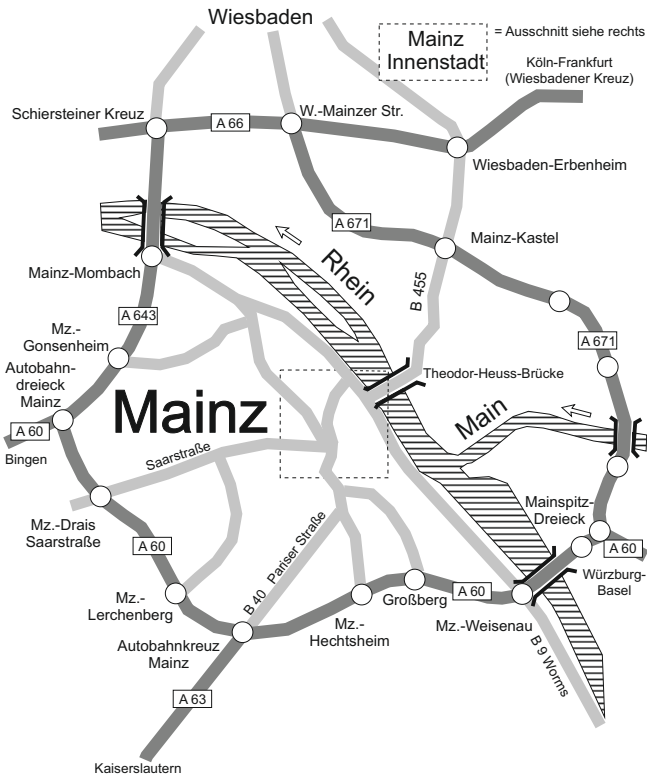 Wiesbaden
Mainz
Innenstadt
= Ausschnitt siehe rechts
Köln-Frankfurt
(Wiesbadener Kreuz)
Schiersteiner Kreuz
A 66
W.-Mainzer Str.
Wiesbaden-Erbenheim
A 671
Mainz-Kastel
Rhein
Mainz-Mombach
B 455
A 643
Mz.-
Gonsenheim
A 671
Autobahn-
dreieck
Mainz
Theodor-Heuss-Brücke
Mainz
Main
A 60
Bingen
Saarstraße
Mz.-Drais
Saarstraße
Mainspitz-
Dreieck
A 60
A 60
Pariser Straße
B 40
Würzburg-
Basel
Mz.-
Lerchenberg
Großberg
A 60
Mz.-Weisenau
Mz.-
Hechtsheim
Autobahnkreuz
Mainz
B 9 Worms
A 63
Kaiserslautern